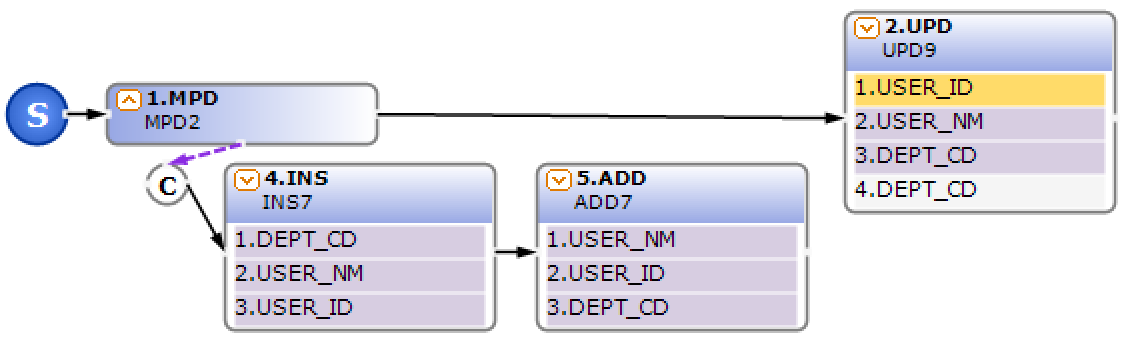 S
1.MPD
MPD2
2.UPD
UPD9
1.USER_ID
2.USER_NM
3.DEPT_CD
4.DEPT_CD
C
4.INS
INS7
1.DEPT_CD
2.USER_NM
3.USER_ID
5.ADD
ADD7
1.USER_NM
2.USER_ID
3.DEPT_CD